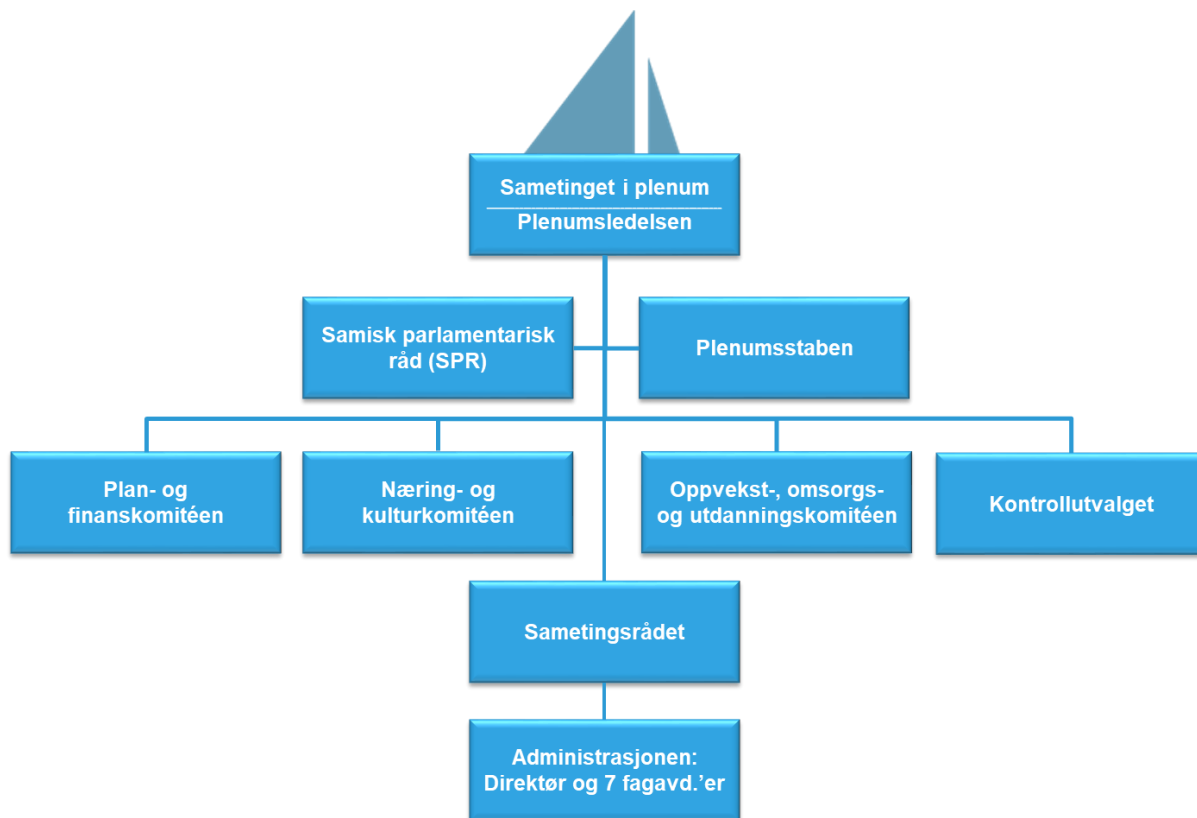 Sametinget i plenum
Plenumsledelsen
Samisk parlamentarisk
råd (SPR)
Plenumsstaben
Plan- og
finanskomitéen
Næring- og
kulturkomitéen
Oppvekst-, omsorgs-
og utdanningskomitéen
Kontrollutvalget
Sametingsrådet
Administrasjonen:
Direktør og 7 fagavd.’er